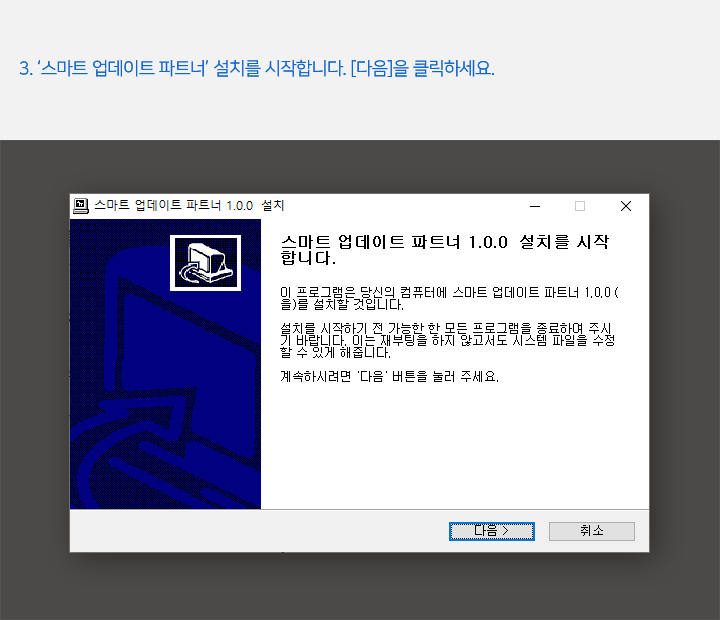 3. ‘스마트 업데이트 파트너’ 설치를 시작합니다. [다음]을 클릭하세요.
스마트 업데이트 파트너 1.0.0 설치
스마트 업데이트 파트너 1.0.0 설치를 시작
합니다.
이 프로그램은 당신의 컴퓨터에 스마트 업데이트 파트너 1.0.0 (
을)를 설치할 것입니다.
설치를 시작하기 전 가능한 한 모든 프로그램을 종료하여 주시
기 바랍니다. 이는 재부팅을 하지 않고서도 시스템 파일을 수정
할 수 있게 해줍니다.
계속하시려면 '다음' 버튼을 눌러 주세요.
다음 >
취소